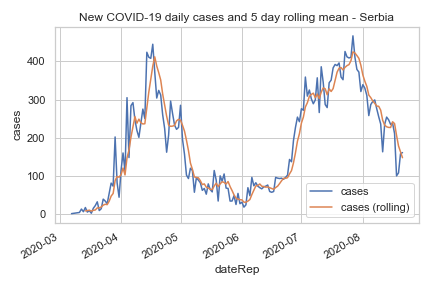 New COVID-19 daily cases and 5 day rolling mean - Serbia
400
300
200
100
0
cases
cases
cases (rolling)
2020-03
2020-04
2020-05
2020-06
2020-07
2020-08
dateRep